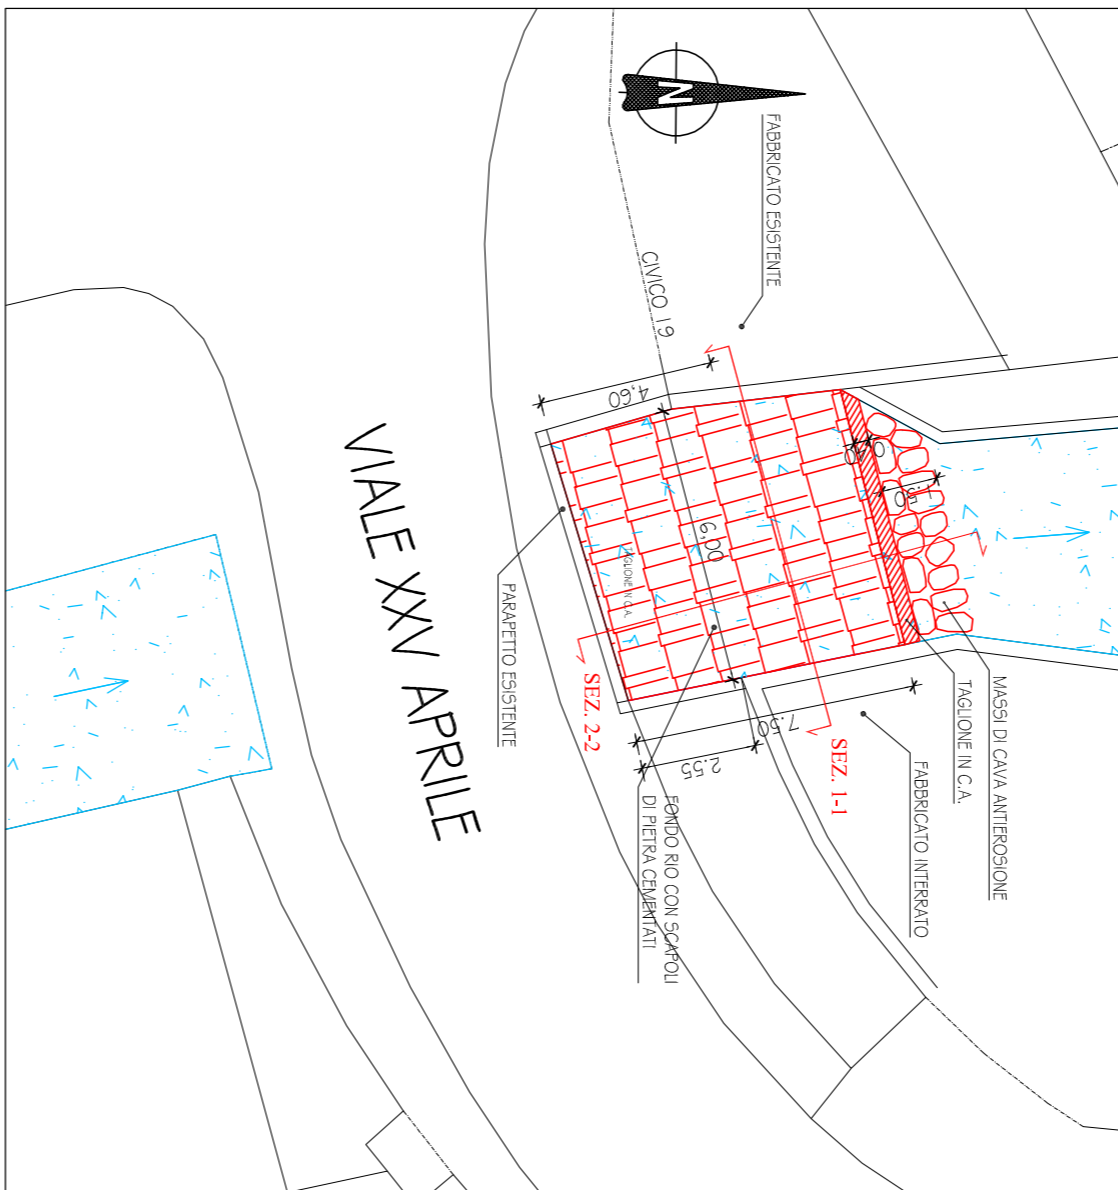 N
FABBRICATO ESISTENTE
CIVICO 19
4,60
0,40
1.50
6,00
TAGLIONE IN C.A.
VIALE XXV APRILE
PARAPETTO ESISTENTE
SEZ. 2-2
SEZ. 1-1
7.50
2.55
MASSI DI CAVA ANTIEROSIONE
TAGLIONE IN C.A.
FABBRICATO INTERRATO
FONDO RIO CON SCAPOLI
DI PIETRA CEMENTATI